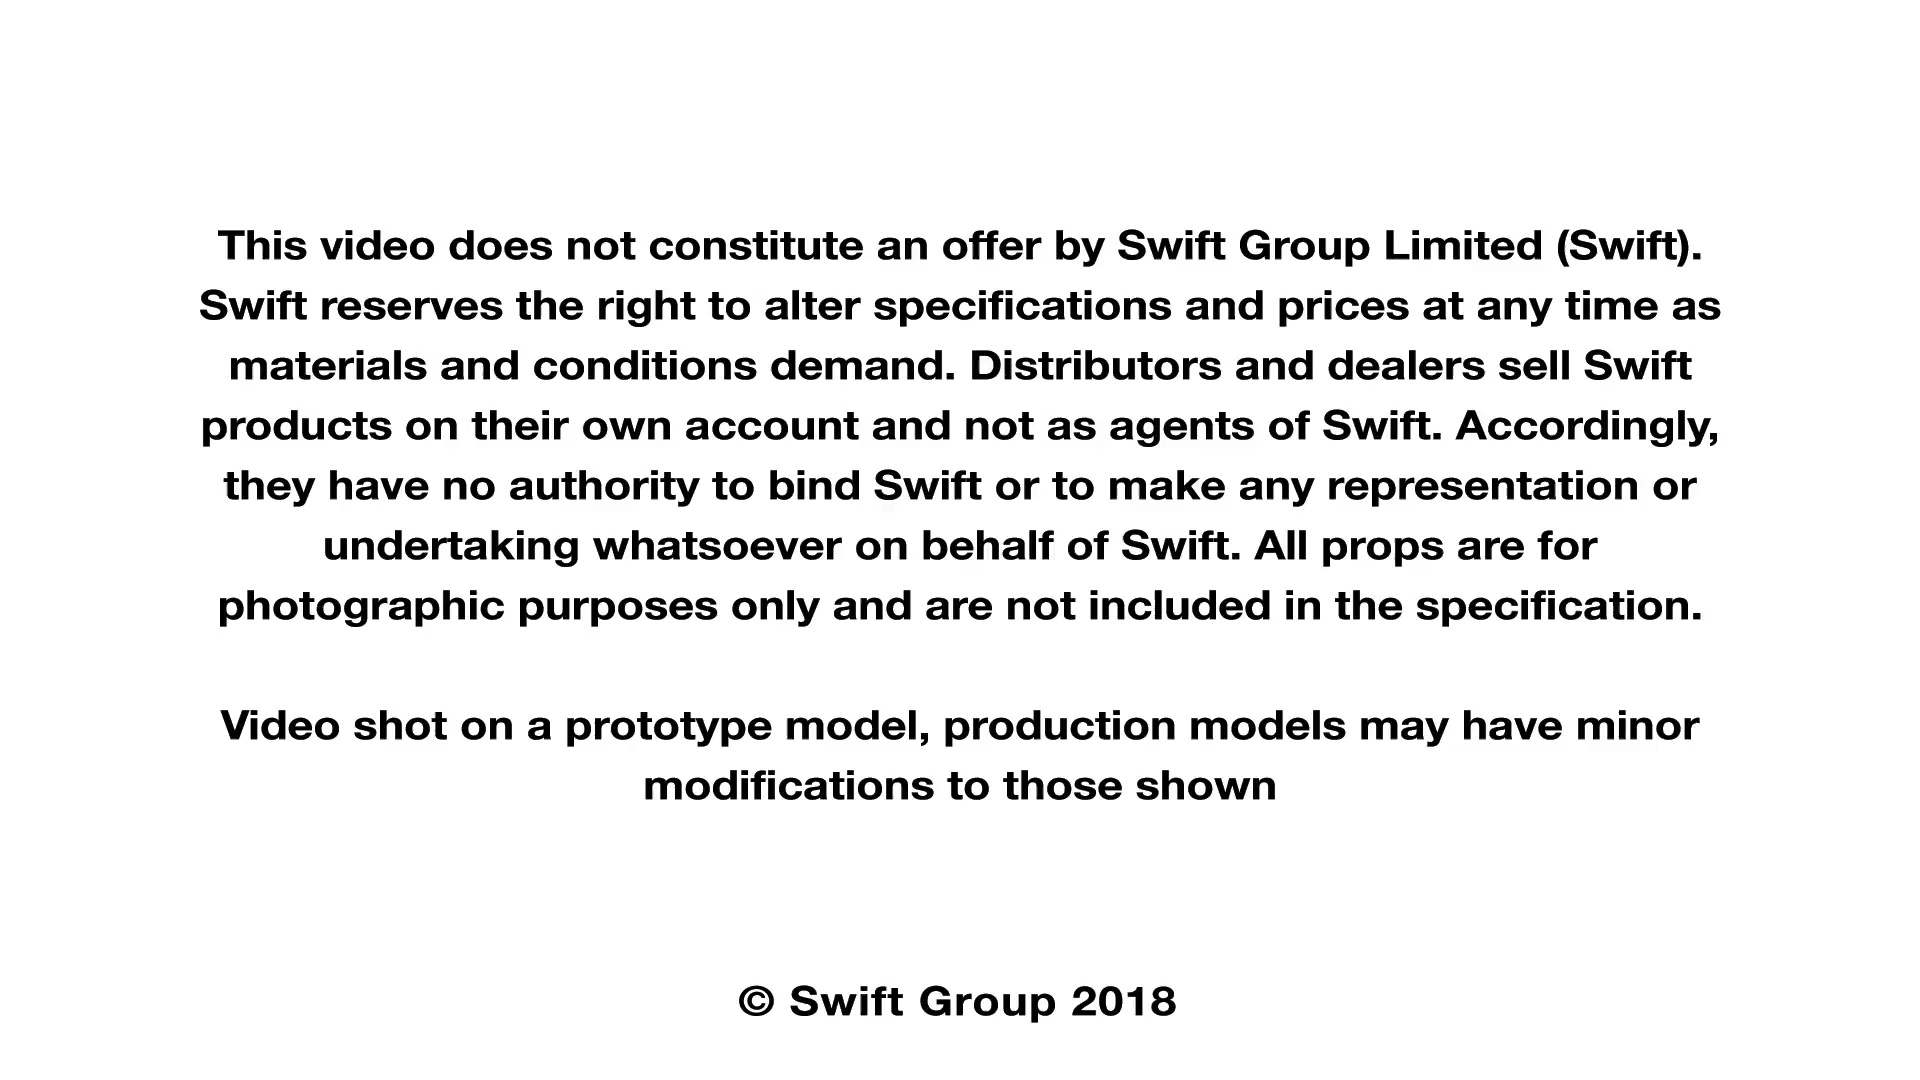 This video does not constitute an offer by Swift Group Limited (Swift).
Swift reserves the right to alter specifications and prices at any time as
materials and conditions demand. Distributors and dealers sell Swift
products on their own account and not as agents of Swift. Accordingly,
they have no authority to bind Swift or to make any representation or
undertaking whatsoever on behalf of Swift. All props are for
photographic purposes only and are not included in the specification.
Video shot on a prototype model, production models may have minor
modifications to those shown
© Swift Group 2018